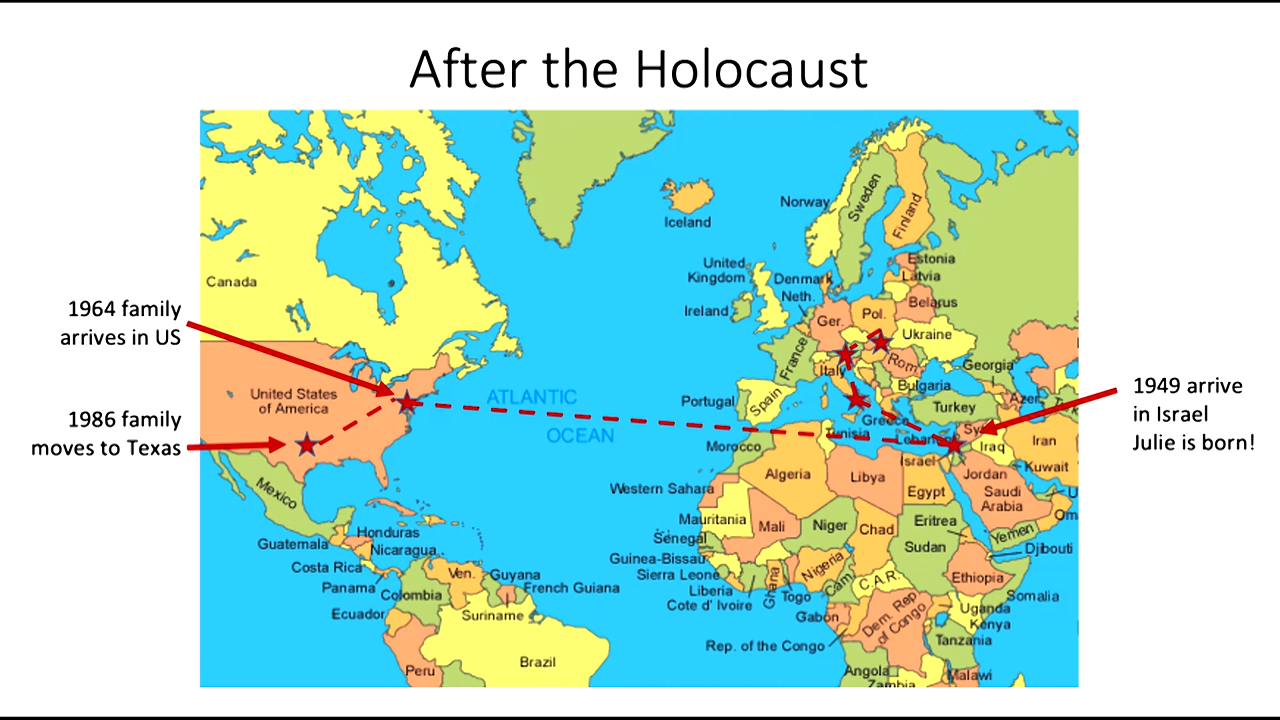 After the Holocaust
1964 family
arrives in US
1986 family
moves to Texas
1949 arrive
in Israel
Julie is born!
Canada
United States
of America
Mexico
Guatemala
Honduras
Nicaragua
Costa Rica
Panama
Colombia
Ven.
Guyana
French Guiana
Suriname
Ecuador
Peru
Brazil
ATLANTIC
OCEAN
Iceland
Norway
Sweden
Finland
United
Kingdom
Ireland
Denmark
Neth.
Estonia
Latvia
Belarus
Ger.
Pol.
Ukraine
France
Italy
Rom.
Bulgaria
Georgia
Azer.
Portugal
Spain
Greece
Turkey
Tunisia
Lebanon
Iraq
Iran
Morocco
Israel
Jordan
Kuwait
Algeria
Libya
Egypt
Saudi
Arabia
Western Sahara
Mauritania
Mali
Niger
Chad
Sudan
Eritrea
Yemen
Djibouti
Senegal
Guinea-Bissau
Sierra Leone
Liberia
Cote d' Ivoire
Ghana
Togo
Nigeria
Cam.
C.A.R.
Ethiopia
Somalia
Gabon
Rep. of the Congo
Dem. Rep
of Congo
Uganda
Kenya
Tanzania
Angola
Zambia
Malawi